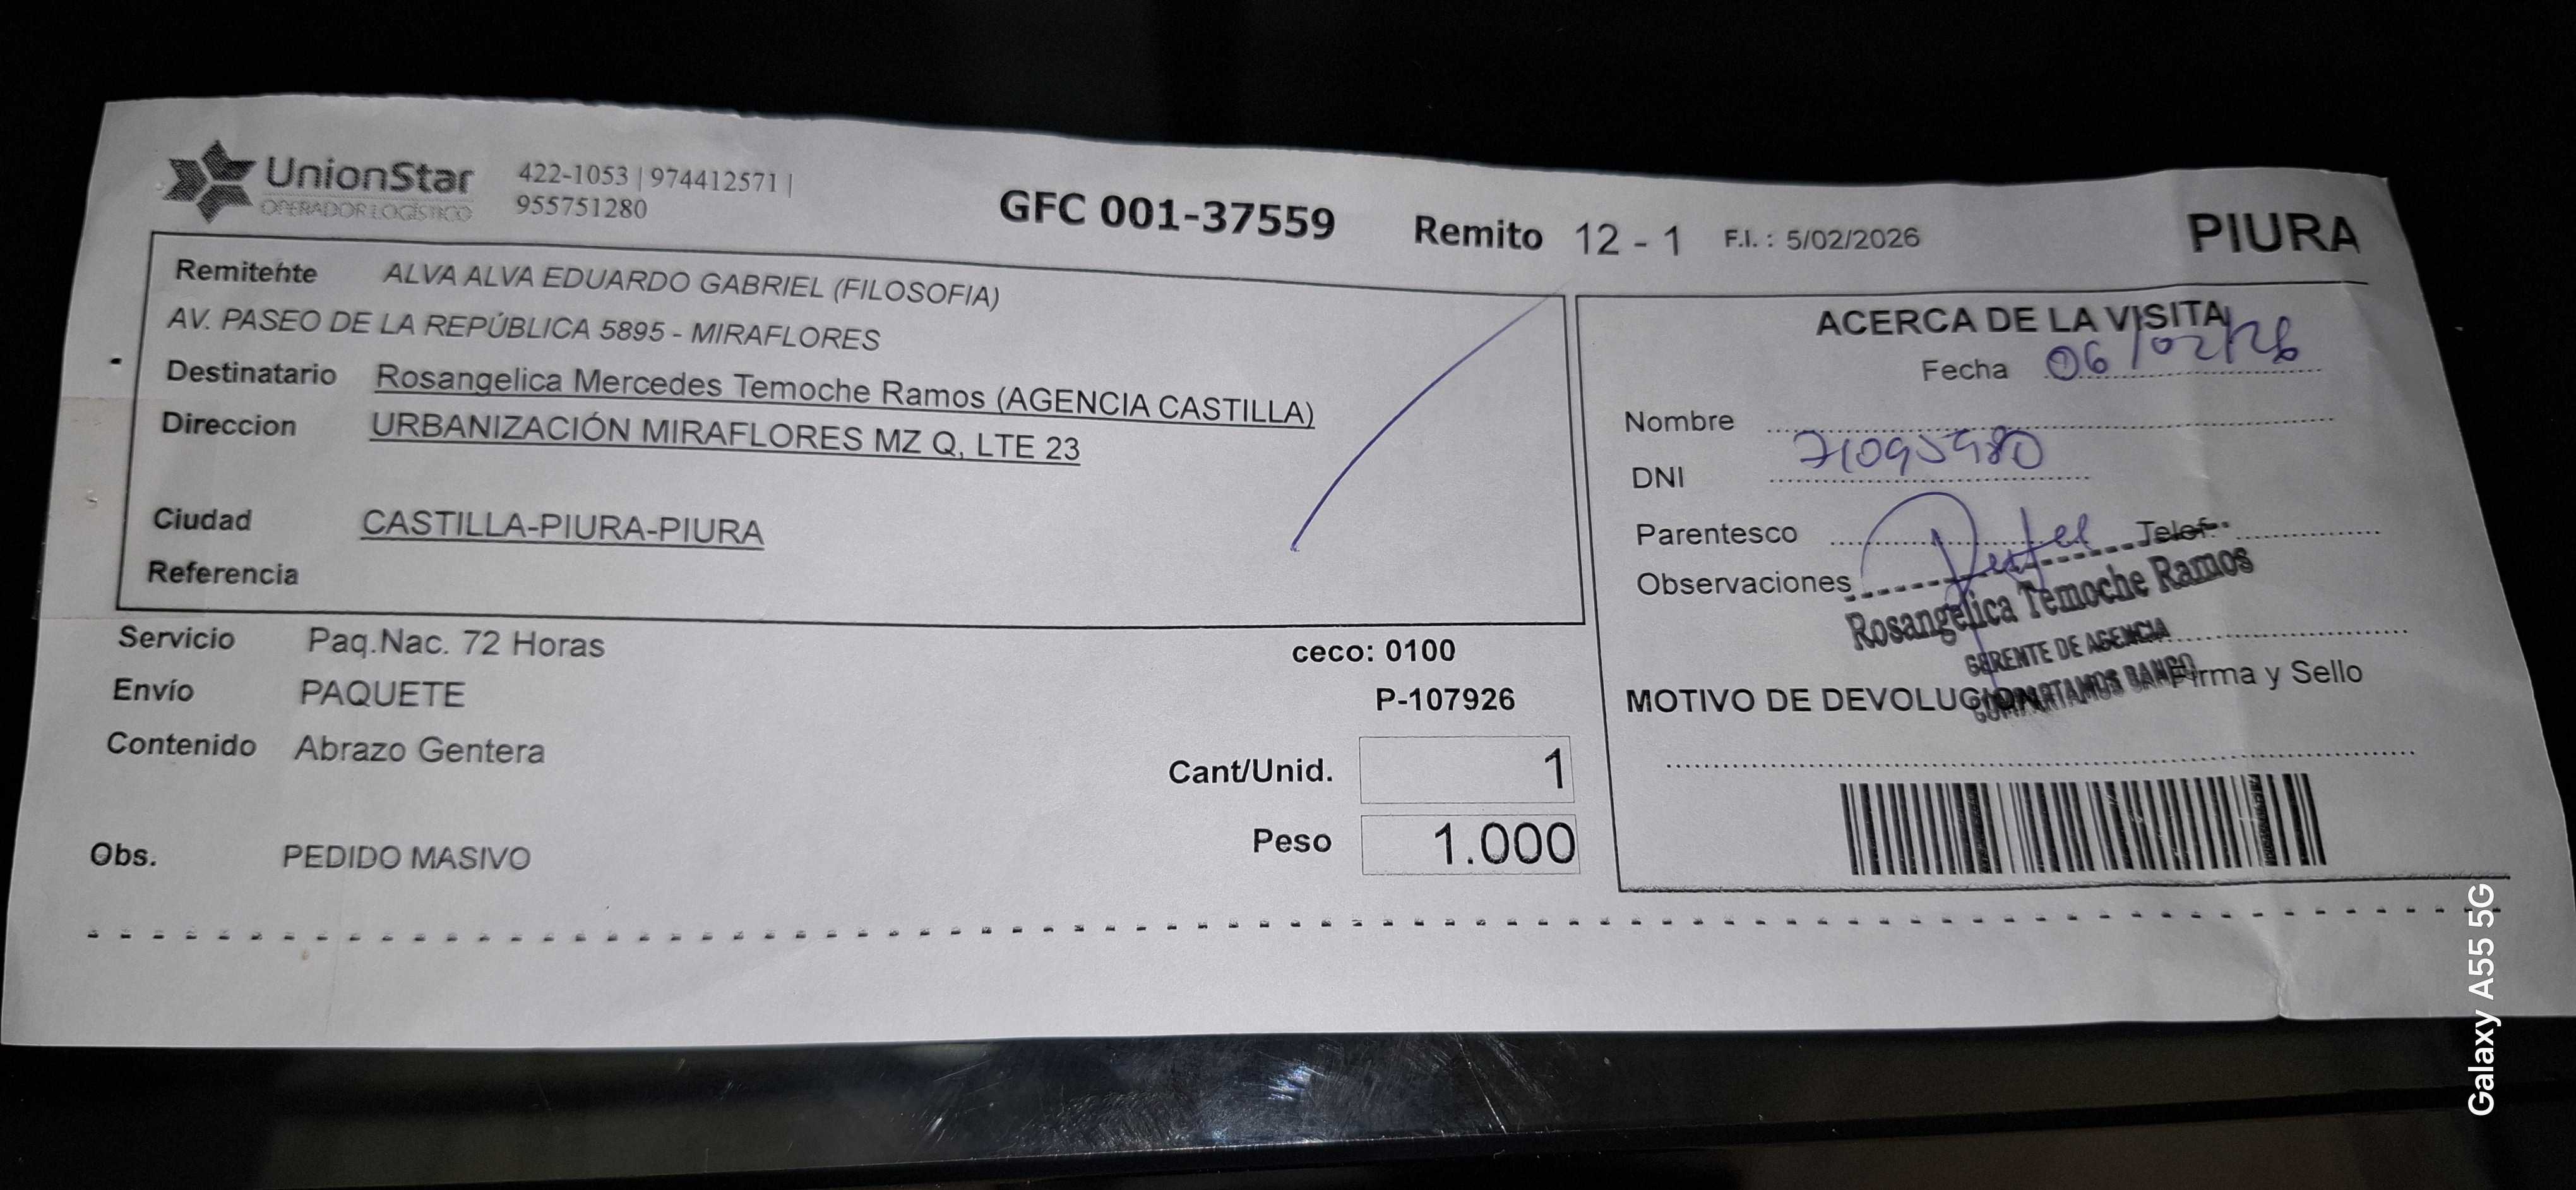 UnionStar
OPERADOR LOGÍSTICO
422-1053 | 974412571 |
955751280
GFC 001-37559
Remito 12 - 1
F.I. : 5/02/2026
PIURA
Remitente ALVA ALVA EDUARDO GABRIEL (FILOSOFIA)
AV. PASEO DE LA REPÚBLICA 5895 - MIRAFLORES
Destinatario Rosangelica Mercedes Temoche Ramos (AGENCIA CASTILLA)
Direccion URBANIZACIÓN MIRAFLORES MZ Q, LTE 23
Ciudad CASTILLA-PIURA-PIURA
Referencia
Servicio Paq.Nac. 72 Horas
Envío PAQUETE
Contenido Abrazo Gentera
Obs. PEDIDO MASIVO
ceco: 0100
P-107926
Cant/Unid. 1
Peso 1.000
ACERCA DE LA VISITA
Fecha 06/02/26
Nombre
DNI 71095980
Parentesco
Telef.
Observaciones
Rosangelica Temoche Ramos
GERENTE DE AGENCIA
COMPARTAMOS BANCO
Firma y Sello
MOTIVO DE DEVOLUCION
Galaxy A55 5G